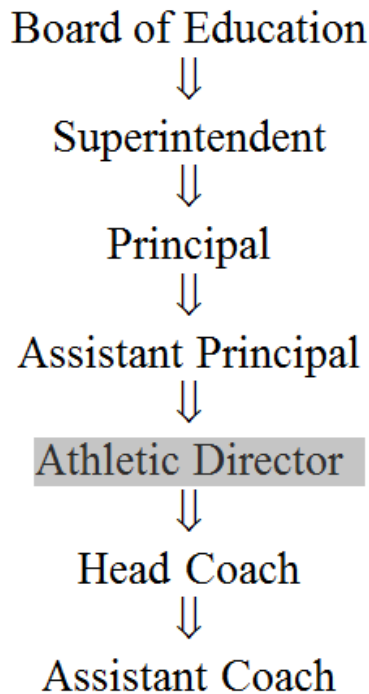 Board of Education
⇓
Superintendent
⇓
Principal
⇓
Assistant Principal
⇓
Athletic Director
⇓
Head Coach
⇓
Assistant Coach